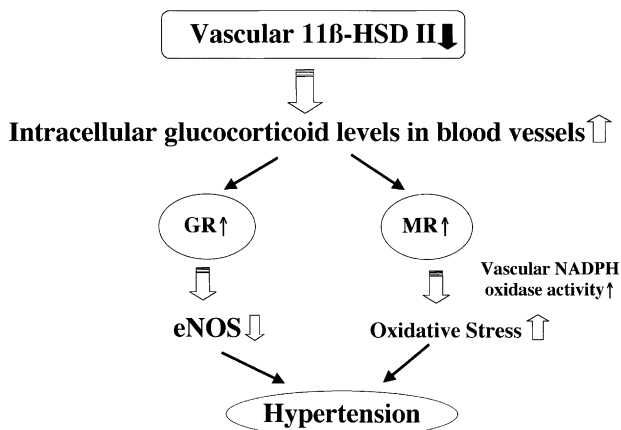 Vascular 11ß-HSD II
Intracellular glucocorticoid levels in blood vessels
GR↑
MR↑
Vascular NADPH
oxidase activity↑
eNOS
Oxidative Stress
Hypertension